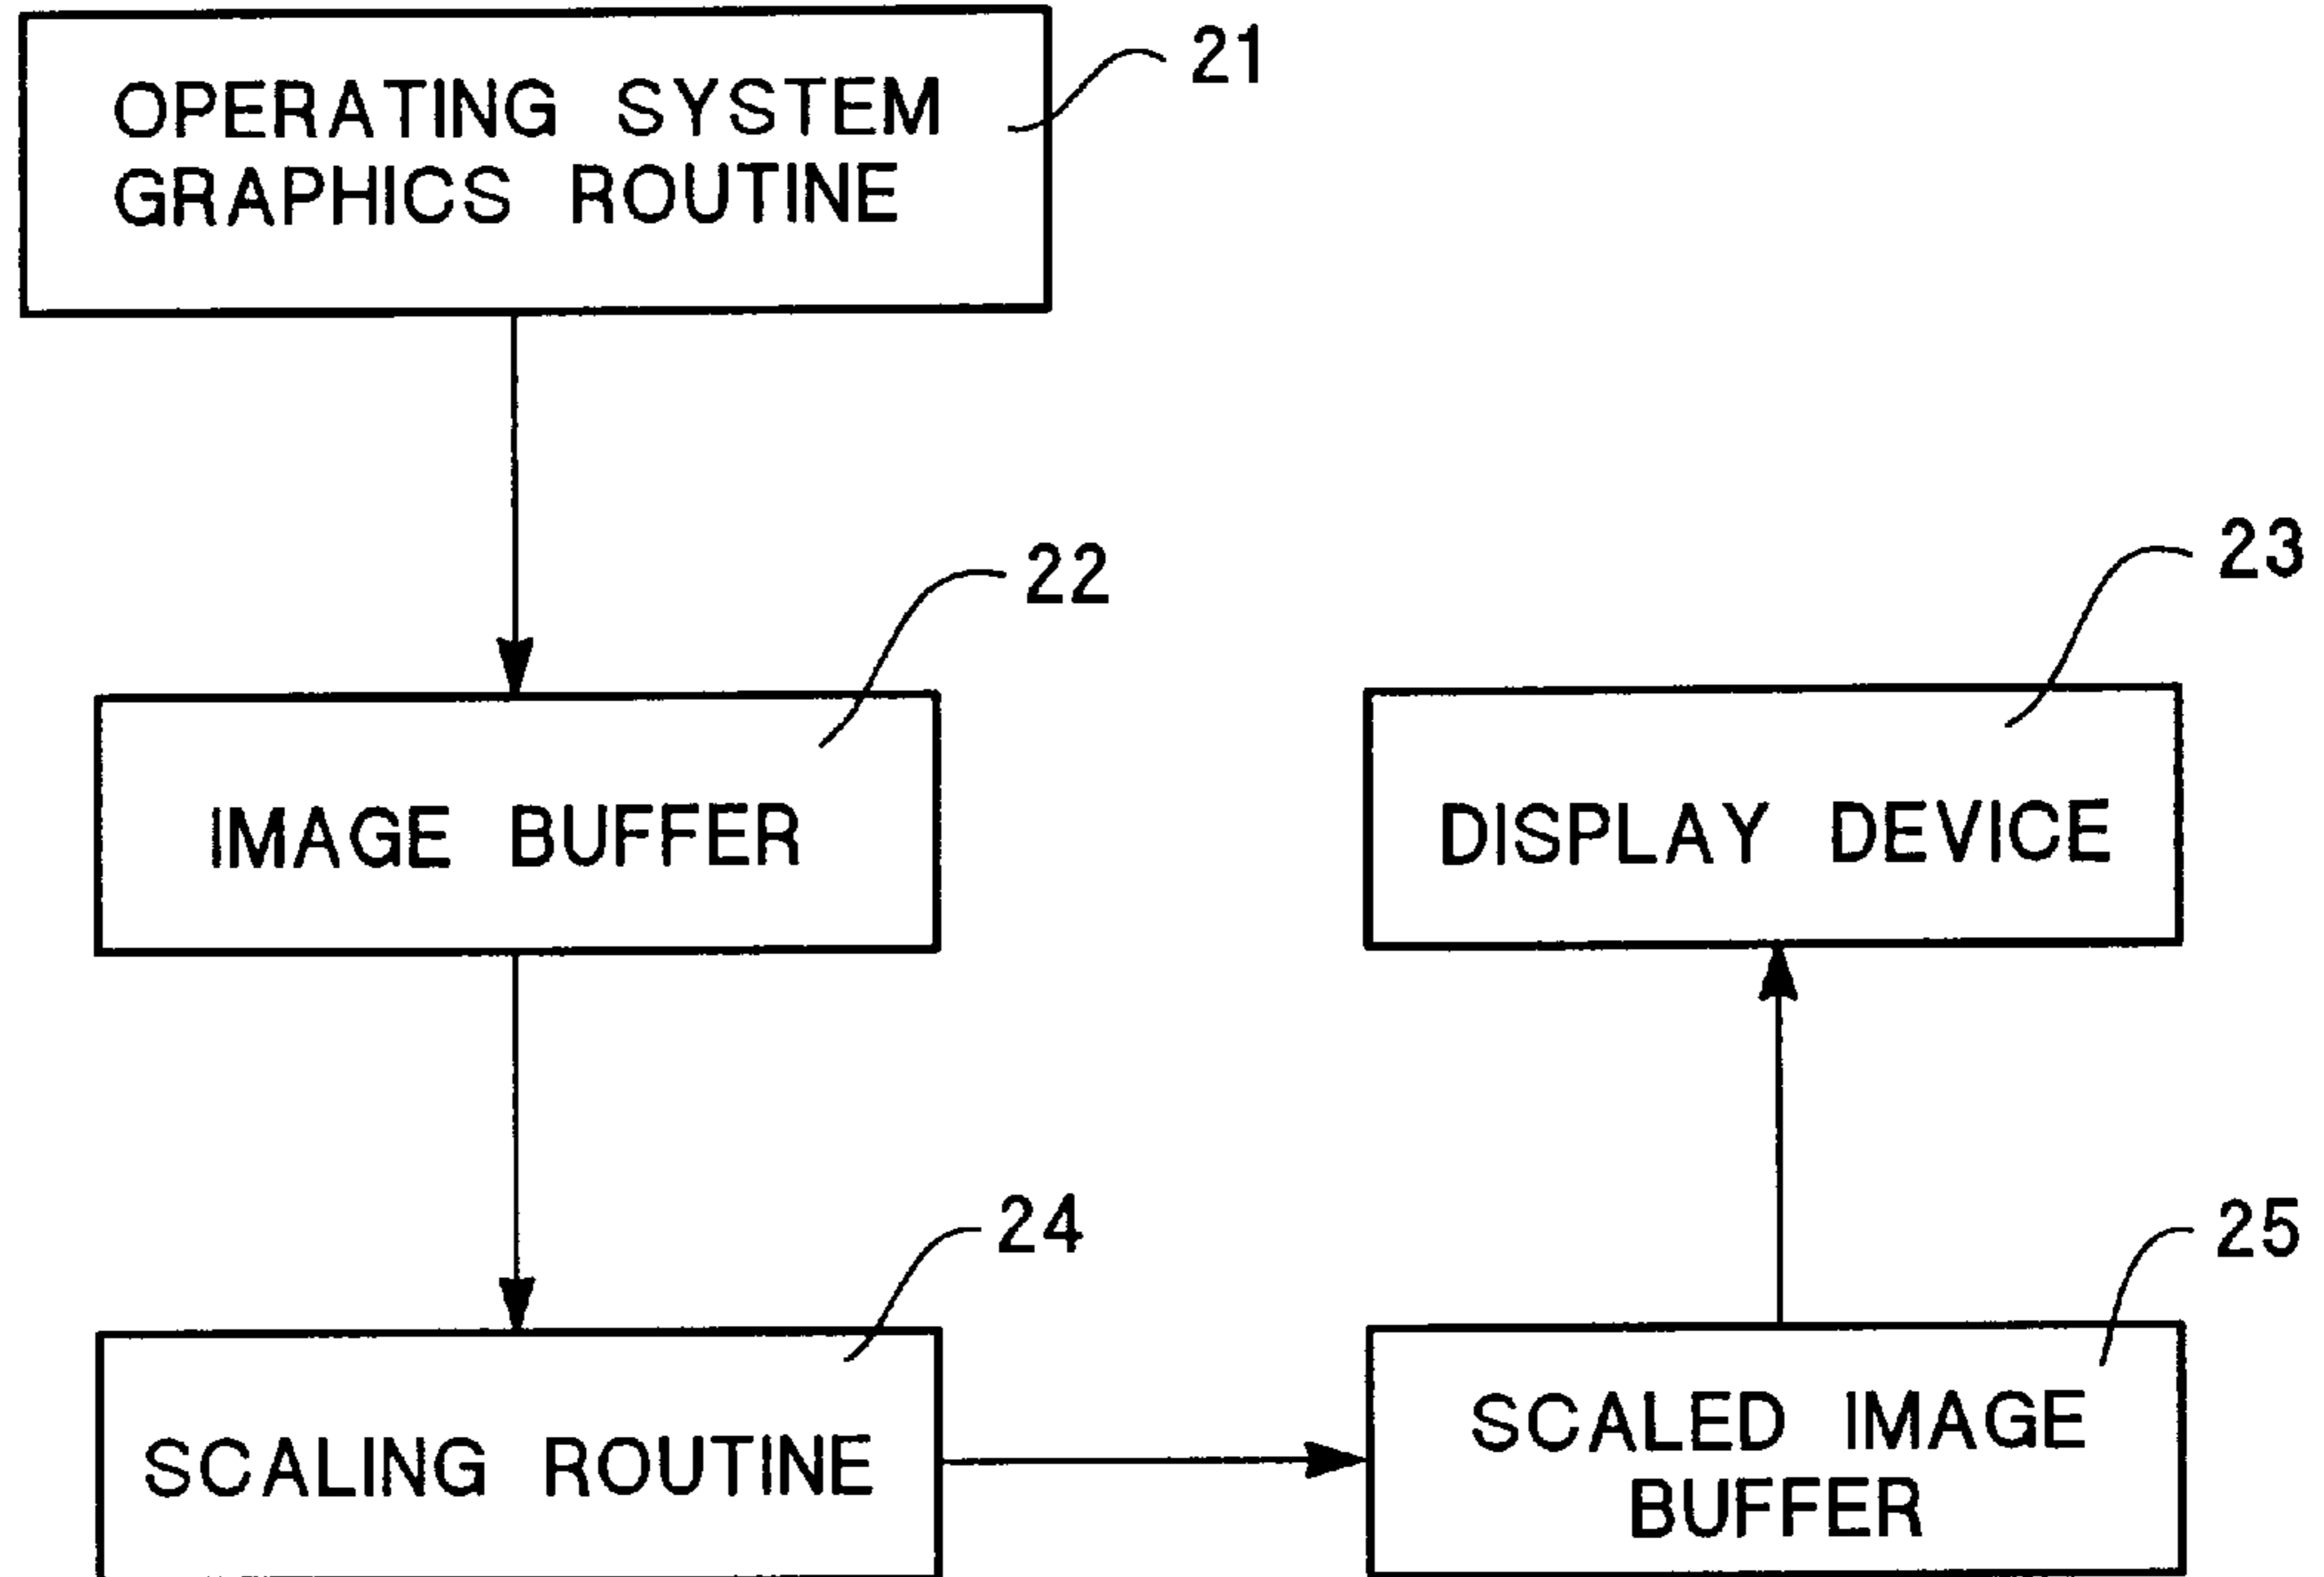 21
OPERATING SYSTEM
GRAPHICS ROUTINE
22
IMAGE BUFFER
23
DISPLAY DEVICE
24
SCALING ROUTINE
25
SCALED IMAGE
BUFFER